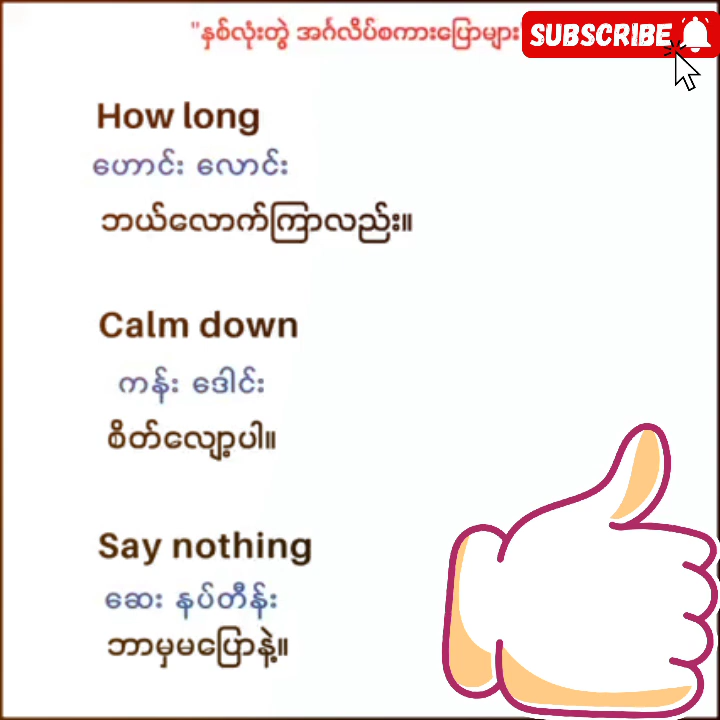 "နှစ်လုံးတွဲ အင်္ဂလိပ်စကားပြောများ
SUBSCRIBE
How long
ဟောင်း လောင်း
ဘယ်လောက်ကြာလည်း။
Calm down
ကန်း ဒေါင်း
စိတ်လျော့ပါ။
Say nothing
ဆေး နပ်တီန်း
ဘာမှမပြောနဲ့။